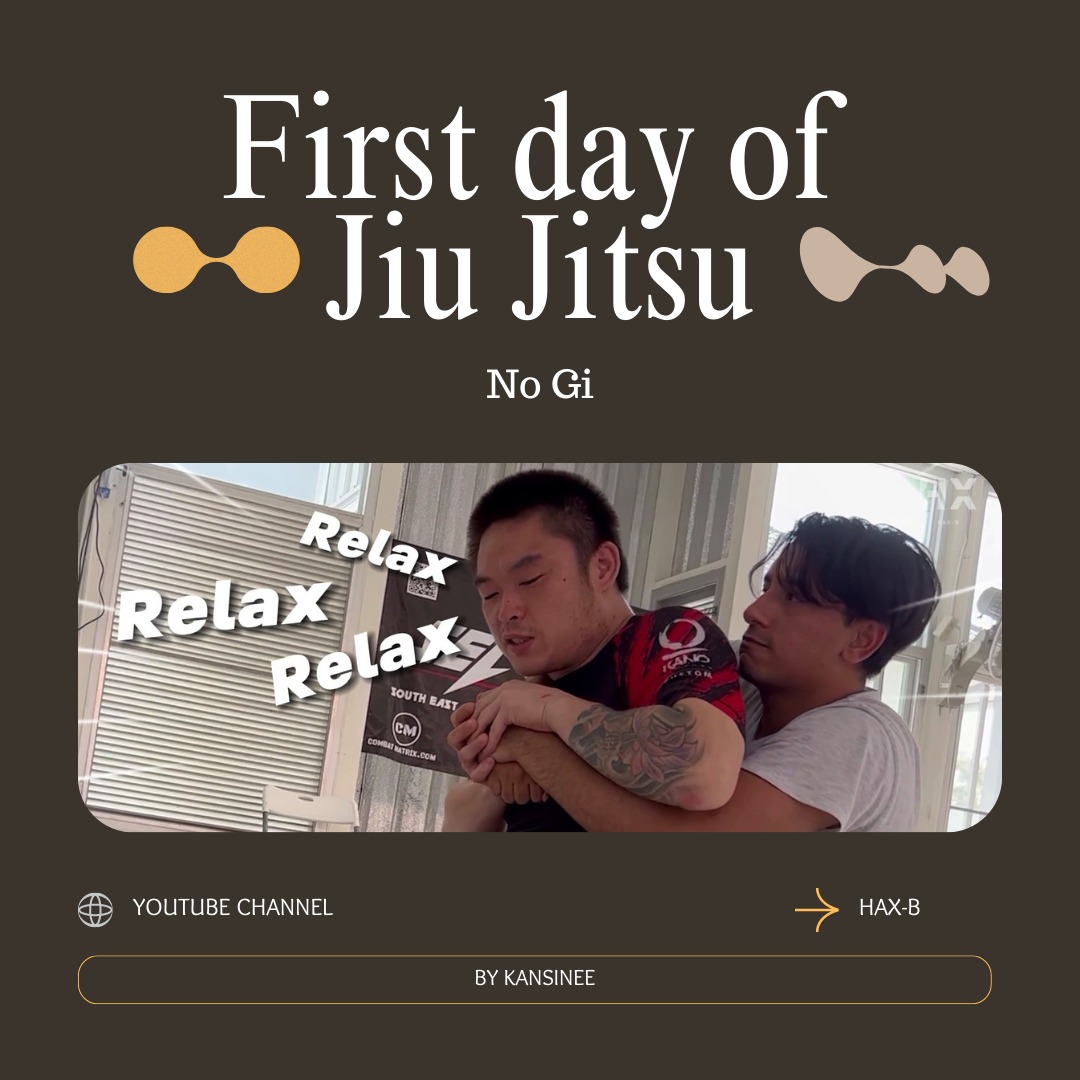 First day of
Jiu Jitsu
No Gi
Relax
Relax
Relax
SOUTH EAST
CM
COMBATMATRIX.COM
YOUTUBE CHANNEL
HAX-B
BY KANSINEE